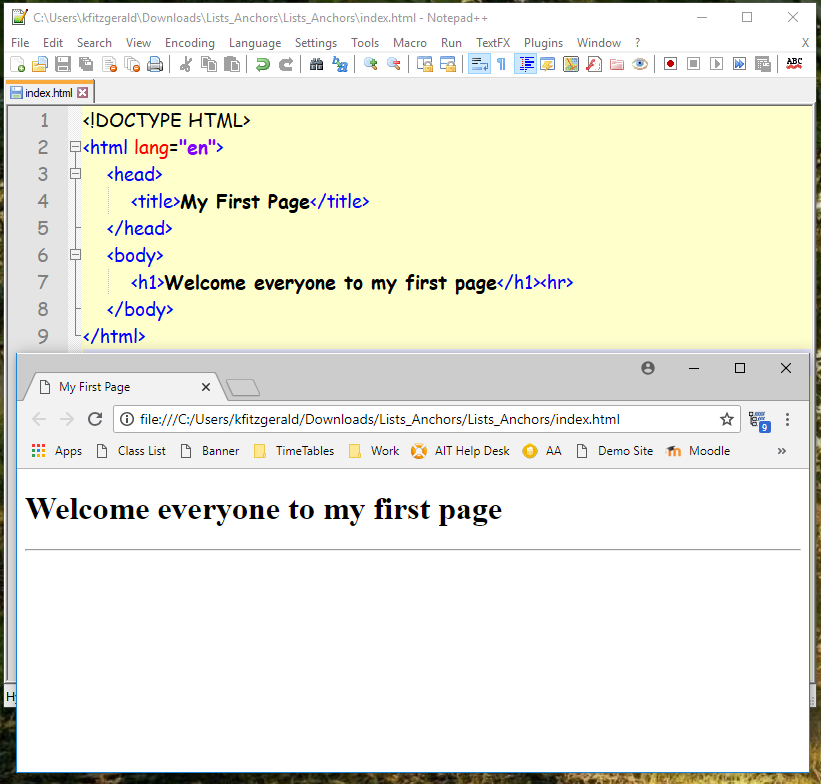 C:\Users\kfitzgerald\Downloads\Lists_Anchors\Lists_Anchors\index.html - Notepad++
File Edit Search View Encoding Language Settings Tools Macro Run TextFX Plugins Window ? X
index.html
1 <!DOCTYPE HTML>
2 <html lang="en">
3 <head>
4 <title>My First Page</title>
5 </head>
6 <body>
7 <h1>Welcome everyone to my first page</h1><hr>
8 </body>
9 </html>
My First Page
file:///C:/Users/kfitzgerald/Downloads/Lists_Anchors/Lists_Anchors/index.html 9
Apps Class List Banner TimeTables Work AIT Help Desk AA Demo Site Moodle »
Welcome everyone to my first page